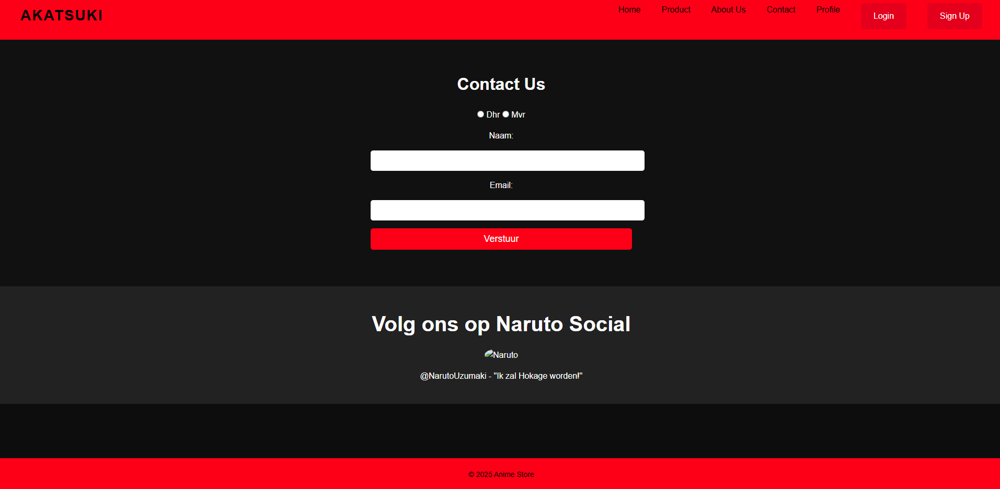 AKATSUKI
Home Product About Us Contact Profile Login Sign Up
Contact Us
Dhr Mvr
Naam:
Email:
Verstuur
Volg ons op Naruto Social
Naruto
@NarutoUzumaki - "Ik zal Hokage worden!"
© 2025 Anime Store